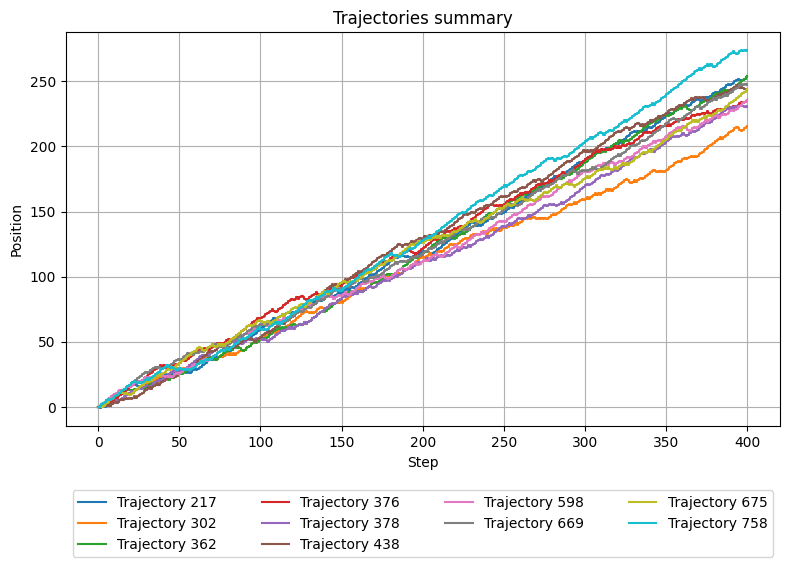 Trajectories summary
Position
250
200
150
100
50
0
0 50 100 150 200 250 300 350 400
Step
Trajectory 217 Trajectory 376 Trajectory 598 Trajectory 675
Trajectory 302 Trajectory 378 Trajectory 669 Trajectory 758
Trajectory 362 Trajectory 438